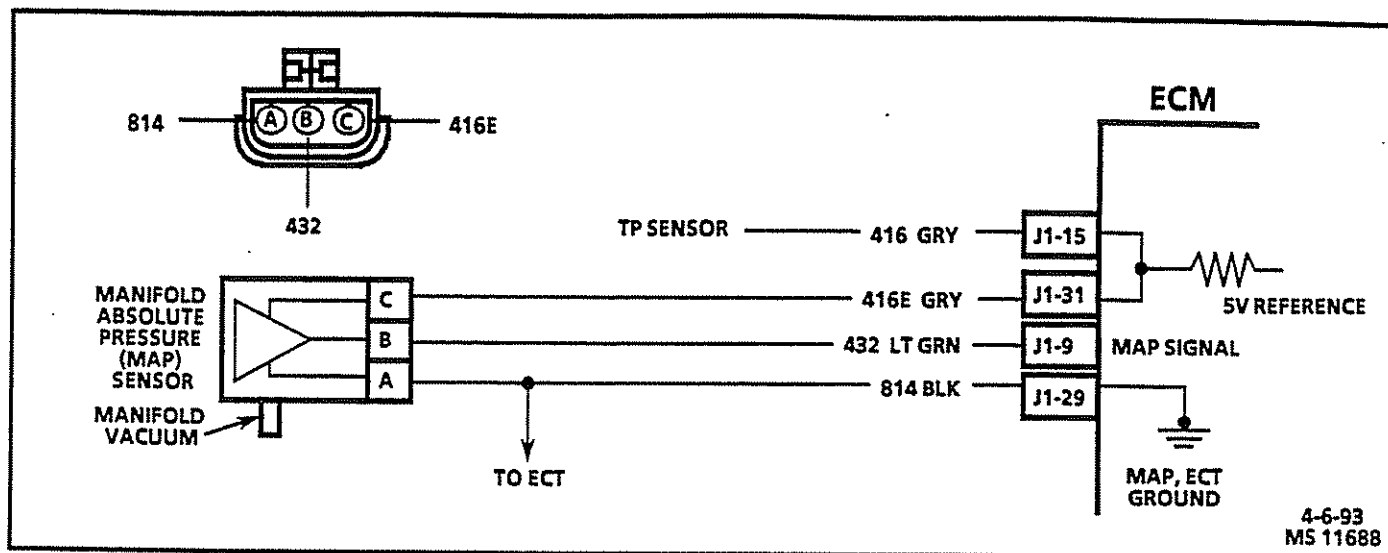 814
A
B
C
416E
432
ECM
TP SENSOR
416 GRY
J1-15
MANIFOLD
ABSOLUTE
PRESSURE
(MAP)
SENSOR
C
416E GRY
J1-31
5V REFERENCE
B
432 LT GRN
J1-9
MAP SIGNAL
A
814 BLK
J1-29
MANIFOLD
VACUUM
TO ECT
MAP, ECT
GROUND
4-6-93
MS 11688